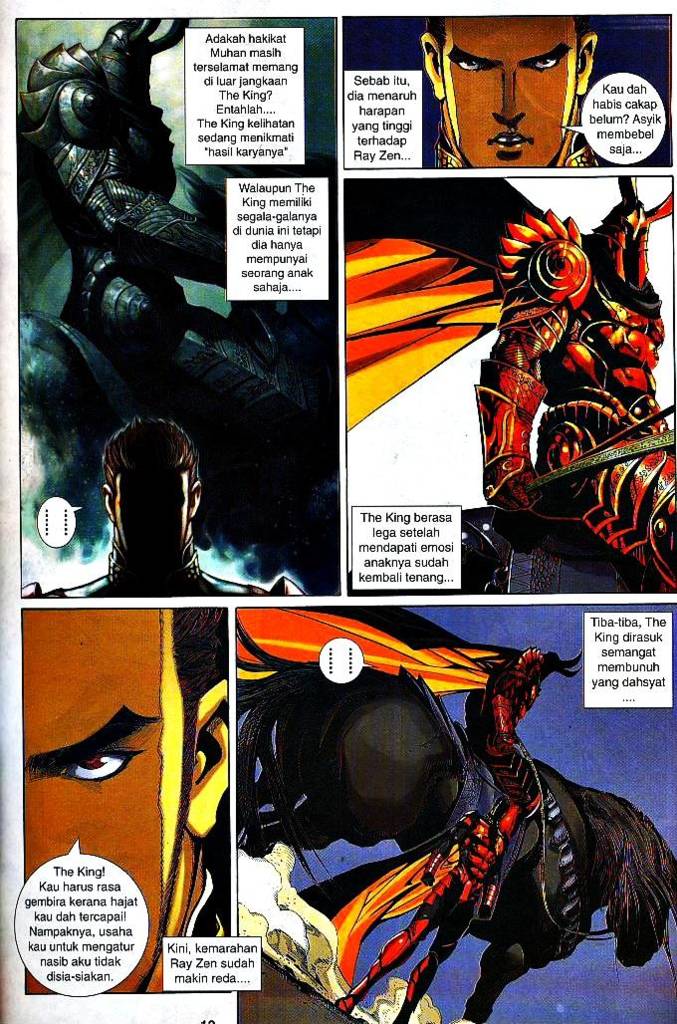 Adakah hakikat
Muhan masih
terselamat memang
di luar jangkaan
The King?
Entahlah....
The King kelihatan
sedang menikmati
"hasil karyanya"
Walaupun The
King memiliki
segala-galanya
di dunia ini tetapi
dia hanya
mempunyai
seorang anak
sahaja....
Sebab itu,
dia menaruh
harapan
yang tinggi
terhadap
Ray Zen...
Kau dah
habis cakap
belum? Asyik
membebel
saja...
The King berasa
lega setelah
mendapati emosi
anaknya sudah
kembali tenang...
The King!
Kau harus rasa
gembira kerana hajat
kau dah tercapai!
Nampaknya, usaha
kau untuk mengatur
nasib aku tidak
disia-siakan.
Kini, kemarahan
Ray Zen sudah
makin reda....
Tiba-tiba, The
King dirasuk
semangat
membunuh
yang dahsyat
....